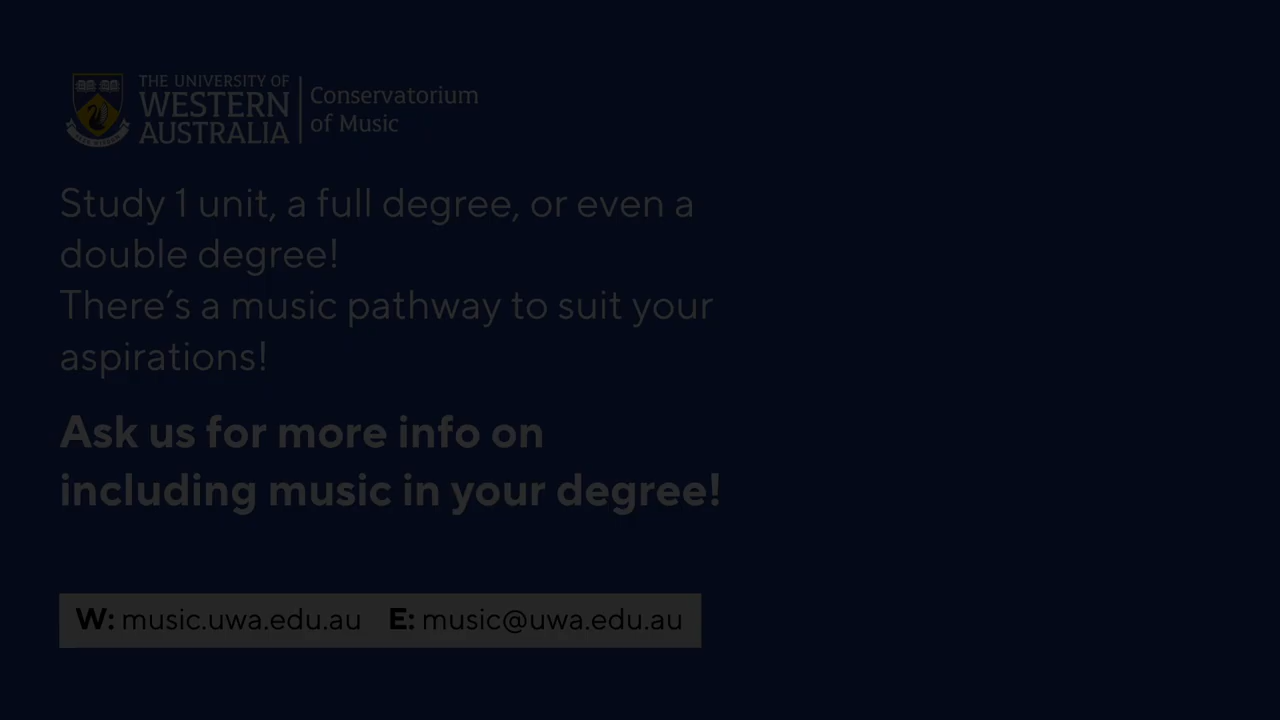 THE UNIVERSITY OF
WESTERN
AUSTRALIA
Conservatorium
of Music
Study 1 unit, a full degree, or even a
double degree!
There's a music pathway to suit your
aspirations!
Ask us for more info on
including music in your degree!
W: music.uwa.edu.au E: music@uwa.edu.au